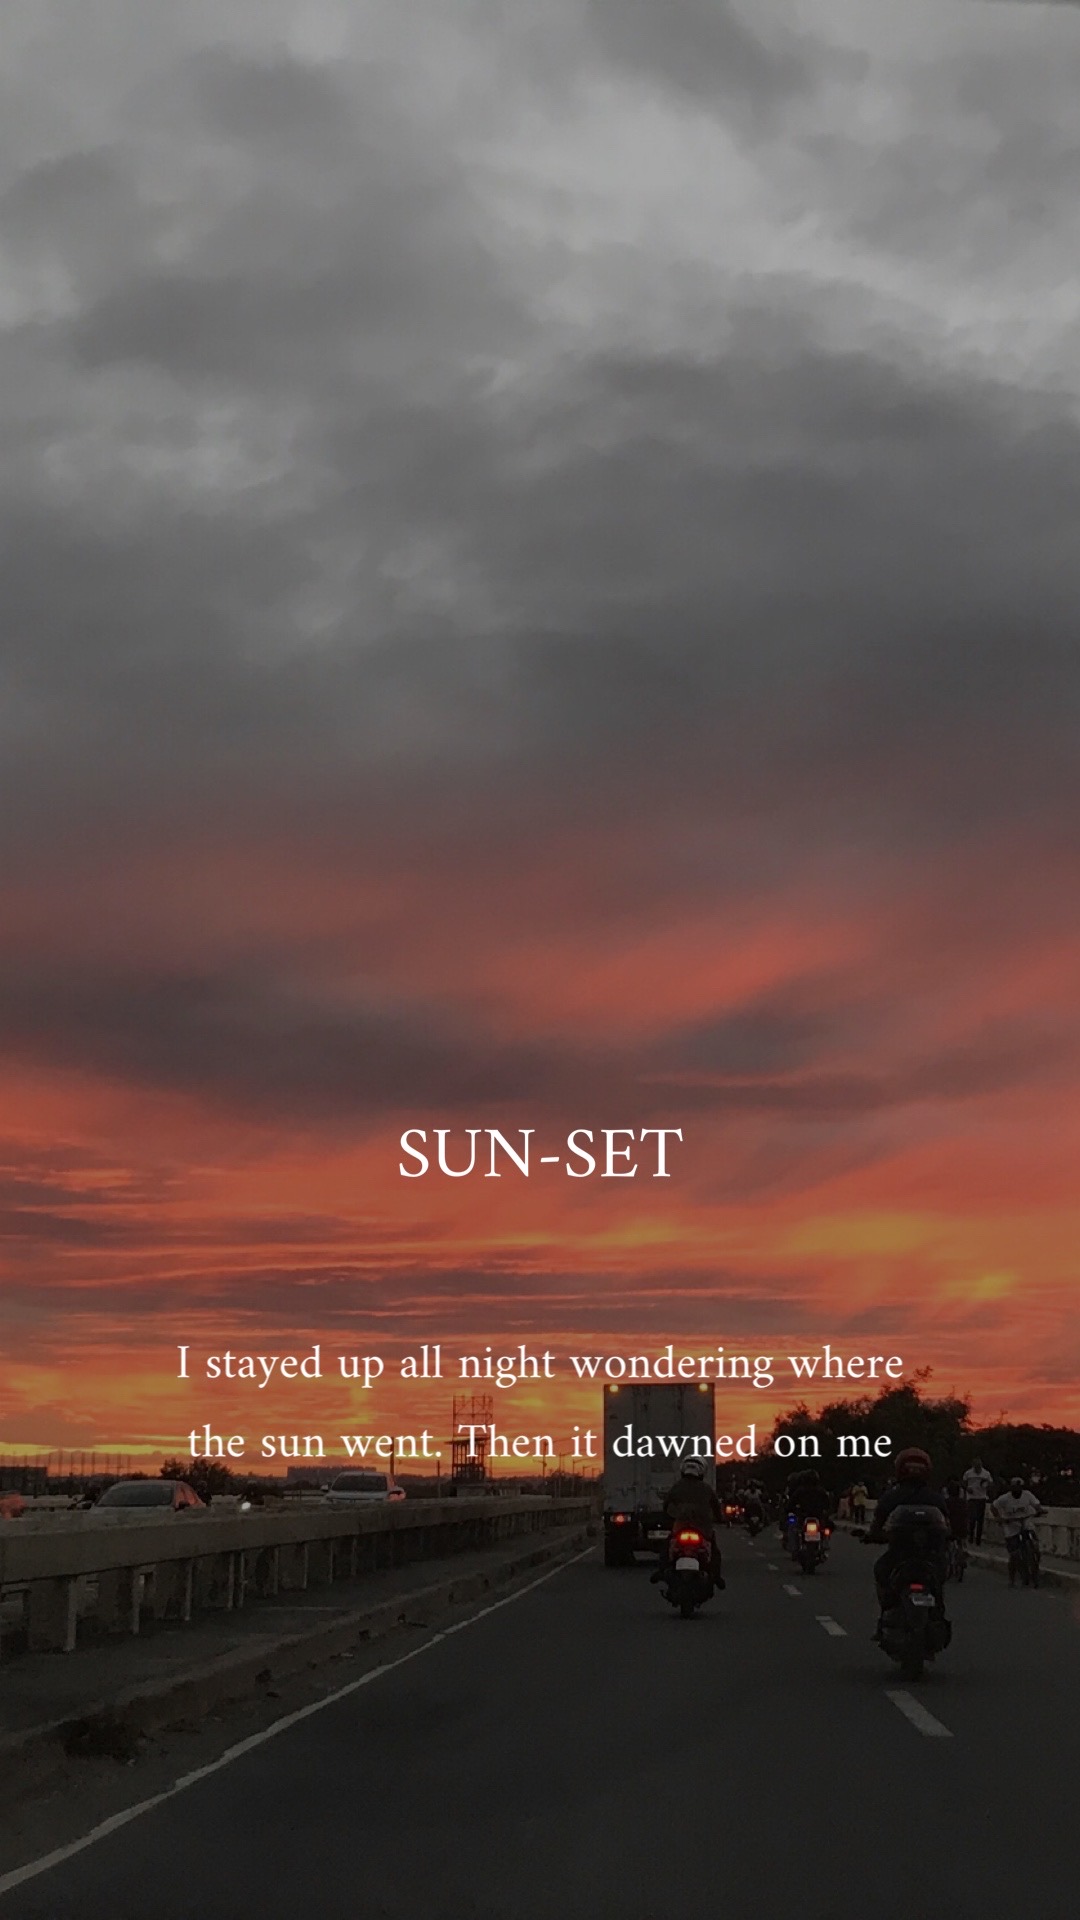 SUN-SET
I stayed up all night wondering where
the sun went. Then it dawned on me